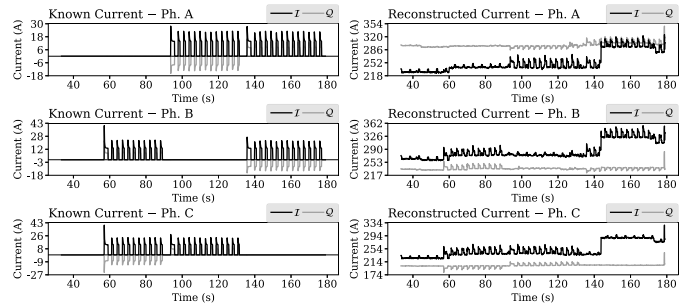 Known Current − Ph. A
I Q
Current (A)
30
18
6
-6
-18
40 60 80 100 120 140 160 180
Time (s)
Reconstructed Current − Ph. A
I Q
Current (A)
354
320
286
252
218
40 60 80 100 120 140 160 180
Time (s)
Known Current − Ph. B
I Q
Current (A)
43
28
12
-3
-18
40 60 80 100 120 140 160 180
Time (s)
Reconstructed Current − Ph. B
I Q
Current (A)
362
326
290
253
217
40 60 80 100 120 140 160 180
Time (s)
Known Current − Ph. C
I Q
Current (A)
43
26
8
-9
-27
40 60 80 100 120 140 160 180
Time (s)
Reconstructed Current − Ph. C
I Q
Current (A)
334
294
254
214
174
40 60 80 100 120 140 160 180
Time (s)